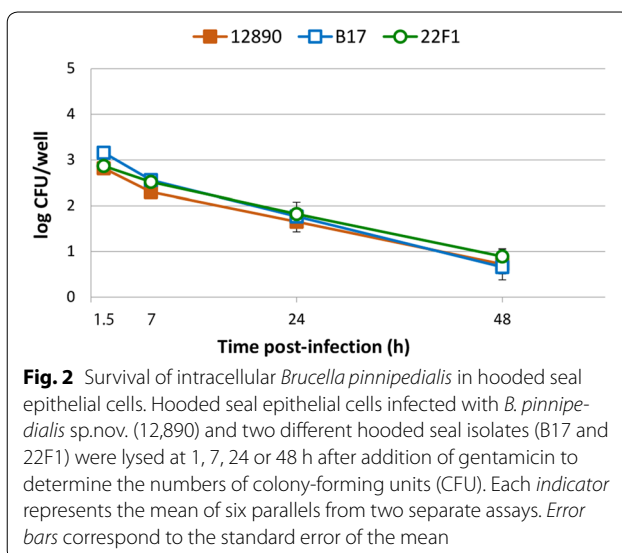 12890 B17 22F1
5
4
3
2
1
0
log CFU/well
1.5 7 24 48
Time post-infection (h)
Fig. 2 Survival of intracellular Brucella pinnipedialis in hooded seal
epithelial cells. Hooded seal epithelial cells infected with B. pinnipe-
dialis sp.nov. (12,890) and two different hooded seal isolates (B17 and
22F1) were lysed at 1, 7, 24 or 48 h after addition of gentamicin to
determine the numbers of colony-forming units (CFU). Each indicator
represents the mean of six parallels from two separate assays. Error
bars correspond to the standard error of the mean